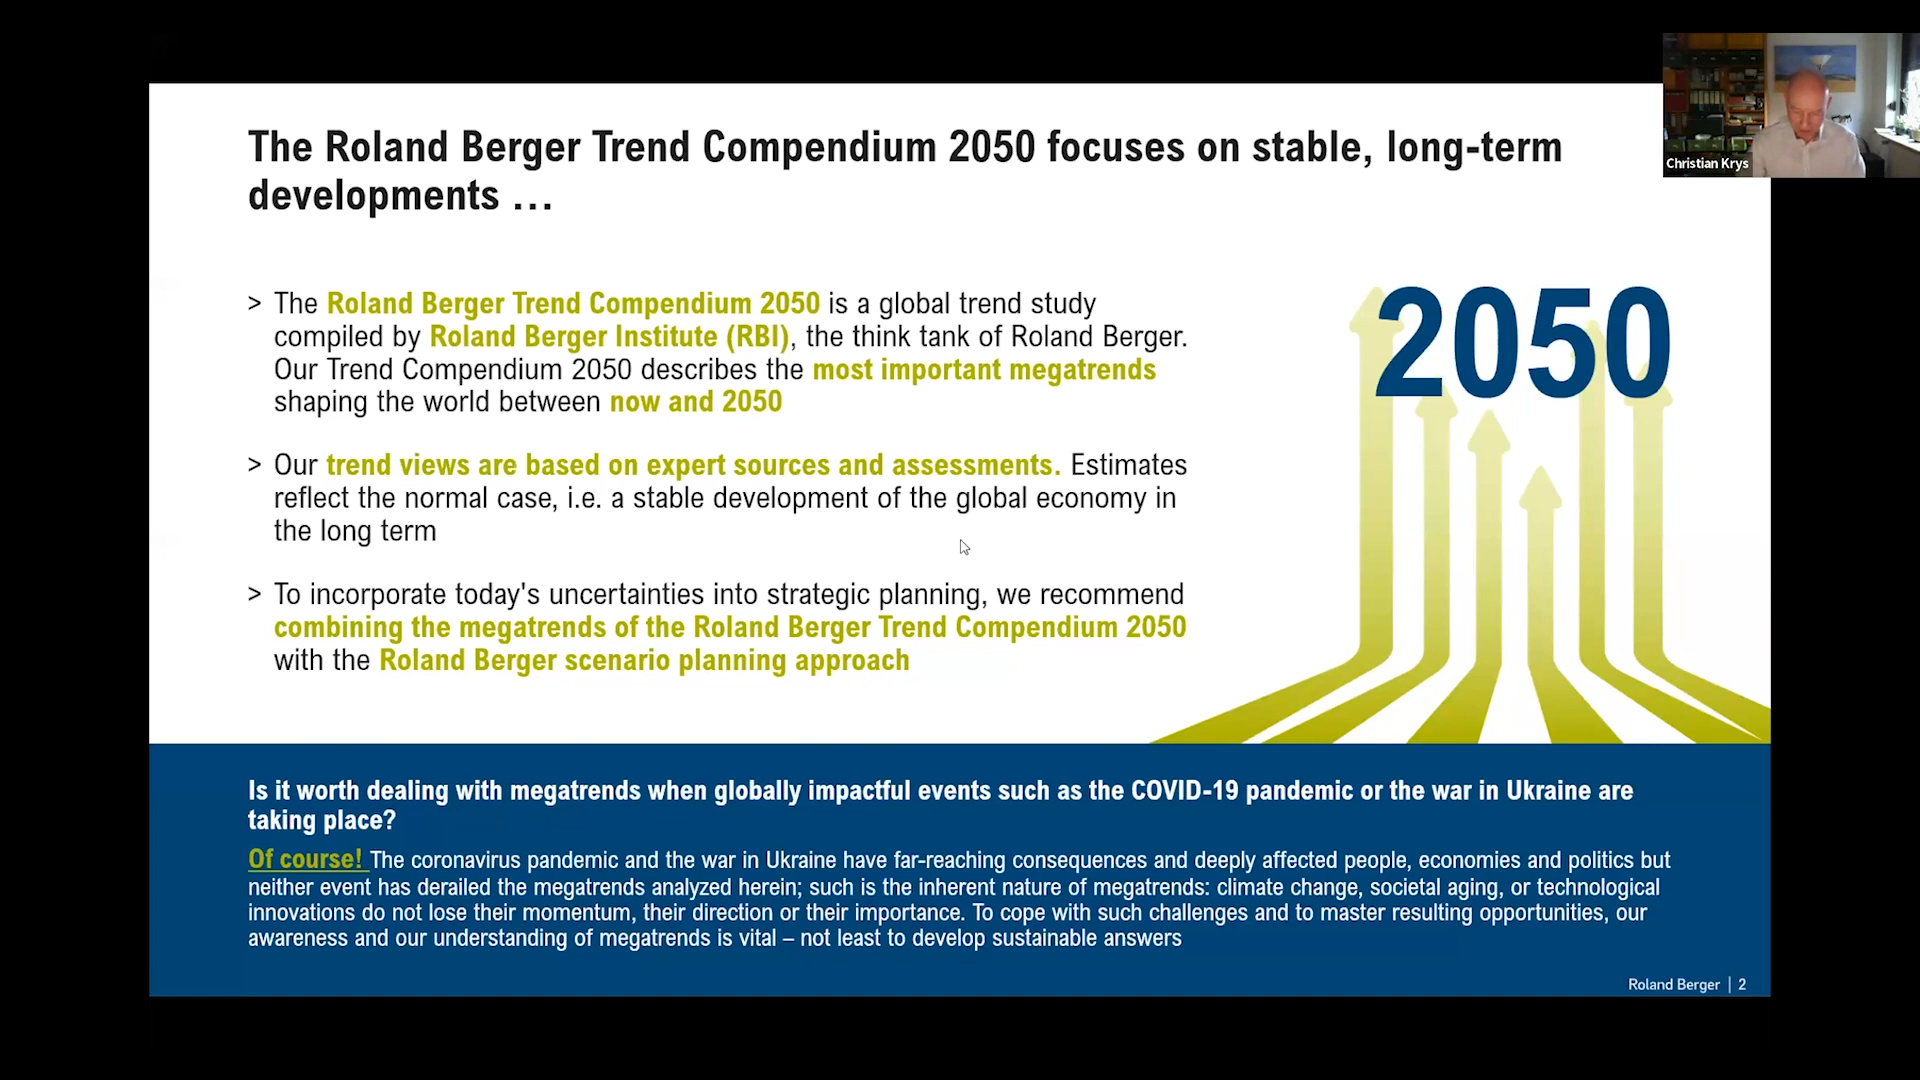 The Roland Berger Trend Compendium 2050 focuses on stable, long-term
developments …
Christian Krys
> The Roland Berger Trend Compendium 2050 is a global trend study
compiled by Roland Berger Institute (RBI), the think tank of Roland Berger.
Our Trend Compendium 2050 describes the most important megatrends
shaping the world between now and 2050
> Our trend views are based on expert sources and assessments. Estimates
reflect the normal case, i.e. a stable development of the global economy in
the long term
> To incorporate today's uncertainties into strategic planning, we recommend
combining the megatrends of the Roland Berger Trend Compendium 2050
with the Roland Berger scenario planning approach
2050
Is it worth dealing with megatrends when globally impactful events such as the COVID-19 pandemic or the war in Ukraine are
taking place?
Of course! The coronavirus pandemic and the war in Ukraine have far-reaching consequences and deeply affected people, economies and politics but
neither event has derailed the megatrends analyzed herein; such is the inherent nature of megatrends: climate change, societal aging, or technological
innovations do not lose their momentum, their direction or their importance. To cope with such challenges and to master resulting opportunities, our
awareness and our understanding of megatrends is vital – not least to develop sustainable answers
Roland Berger | 2